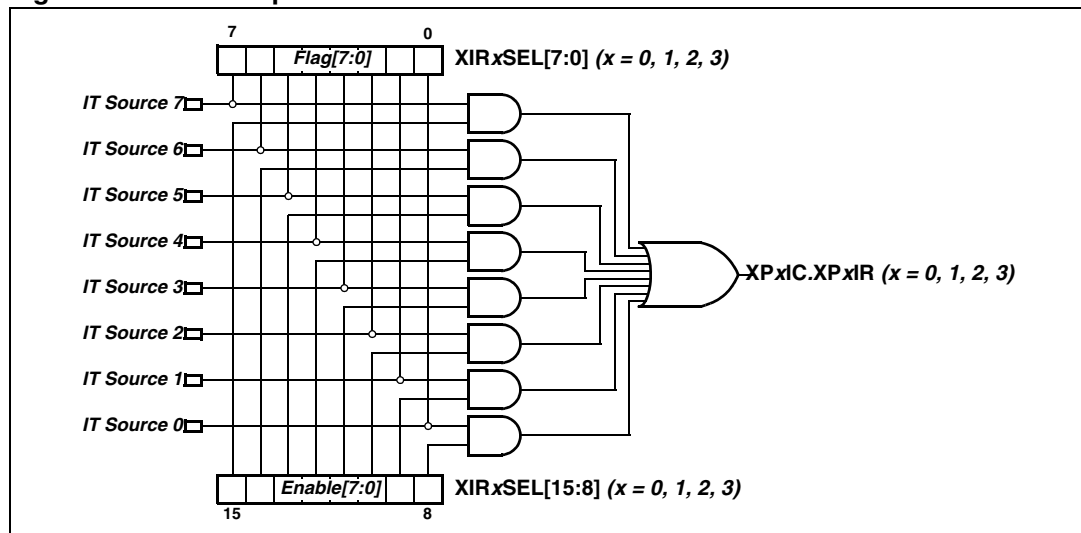 7 0
Flag[7:0] XIRxSEL[7:0] (x = 0, 1, 2, 3)
IT Source 7
IT Source 6
IT Source 5
IT Source 4
IT Source 3
IT Source 2
IT Source 1
IT Source 0
XPxIC.XPxIR (x = 0, 1, 2, 3)
Enable[7:0] XIRxSEL[15:8] (x = 0, 1, 2, 3)
15 8